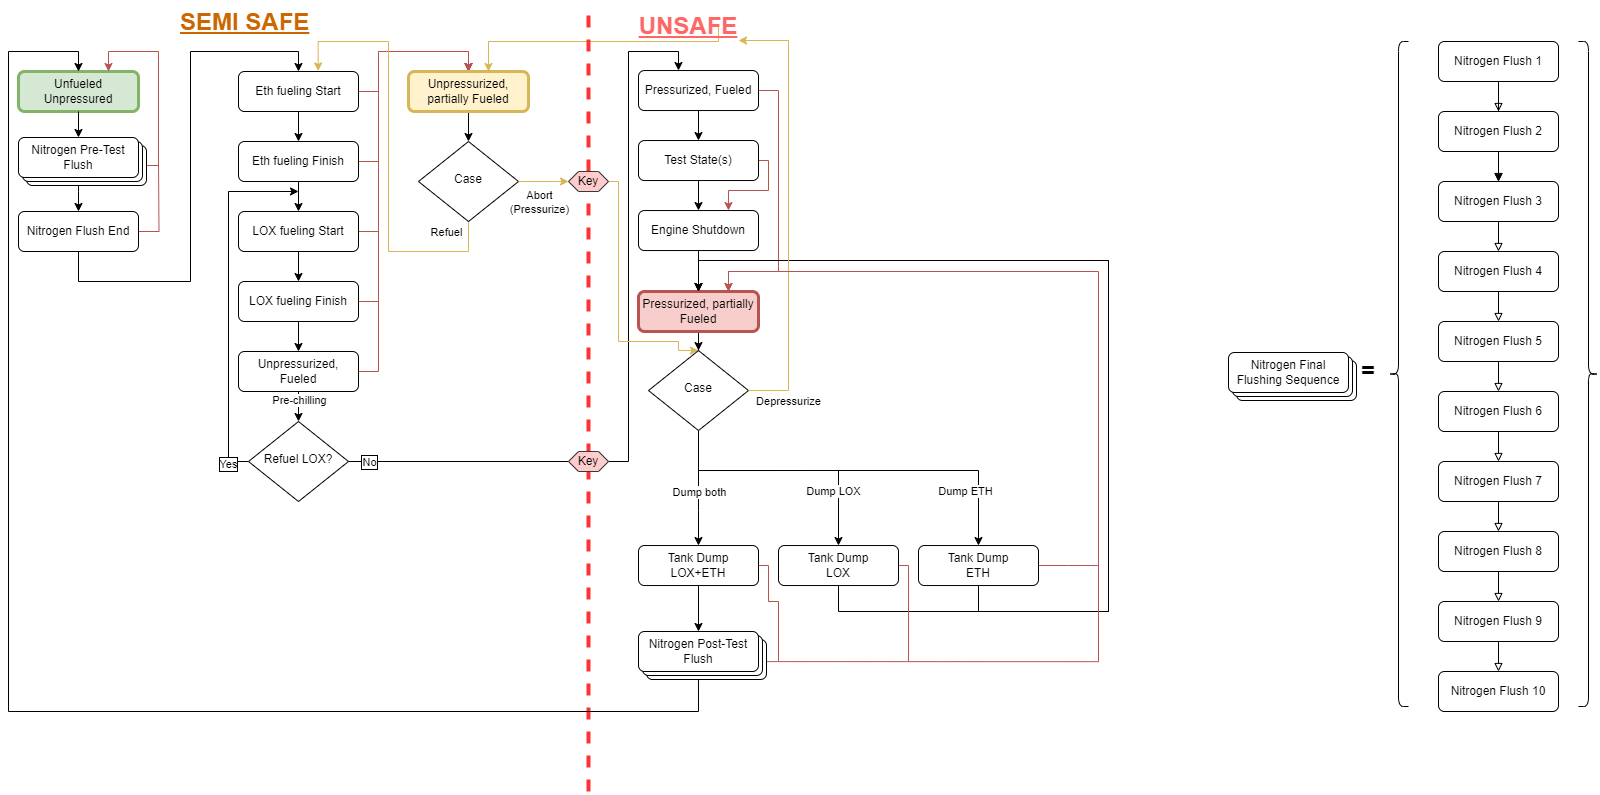 SEMI SAFE
UNSAFE
Unfueled
Unpressured
Nitrogen Pre-Test
Flush
Nitrogen Flush End
Eth fueling Start
Eth fueling Finish
LOX fueling Start
LOX fueling Finish
Unpressurized,
Fueled
Pre-chilling
Refuel LOX?
Yes
No
Unpressurized,
partially Fueled
Case
Refuel
Abort
(Pressurize)
Key
Key
Pressurized, Fueled
Test State(s)
Engine Shutdown
Pressurized, partially
Fueled
Case
Depressurize
Dump both
Dump LOX
Dump ETH
Tank Dump
LOX+ETH
Tank Dump
LOX
Tank Dump
ETH
Nitrogen Post-Test
Flush
Nitrogen Final
Flushing Sequence
=
Nitrogen Flush 1
Nitrogen Flush 2
Nitrogen Flush 3
Nitrogen Flush 4
Nitrogen Flush 5
Nitrogen Flush 6
Nitrogen Flush 7
Nitrogen Flush 8
Nitrogen Flush 9
Nitrogen Flush 10